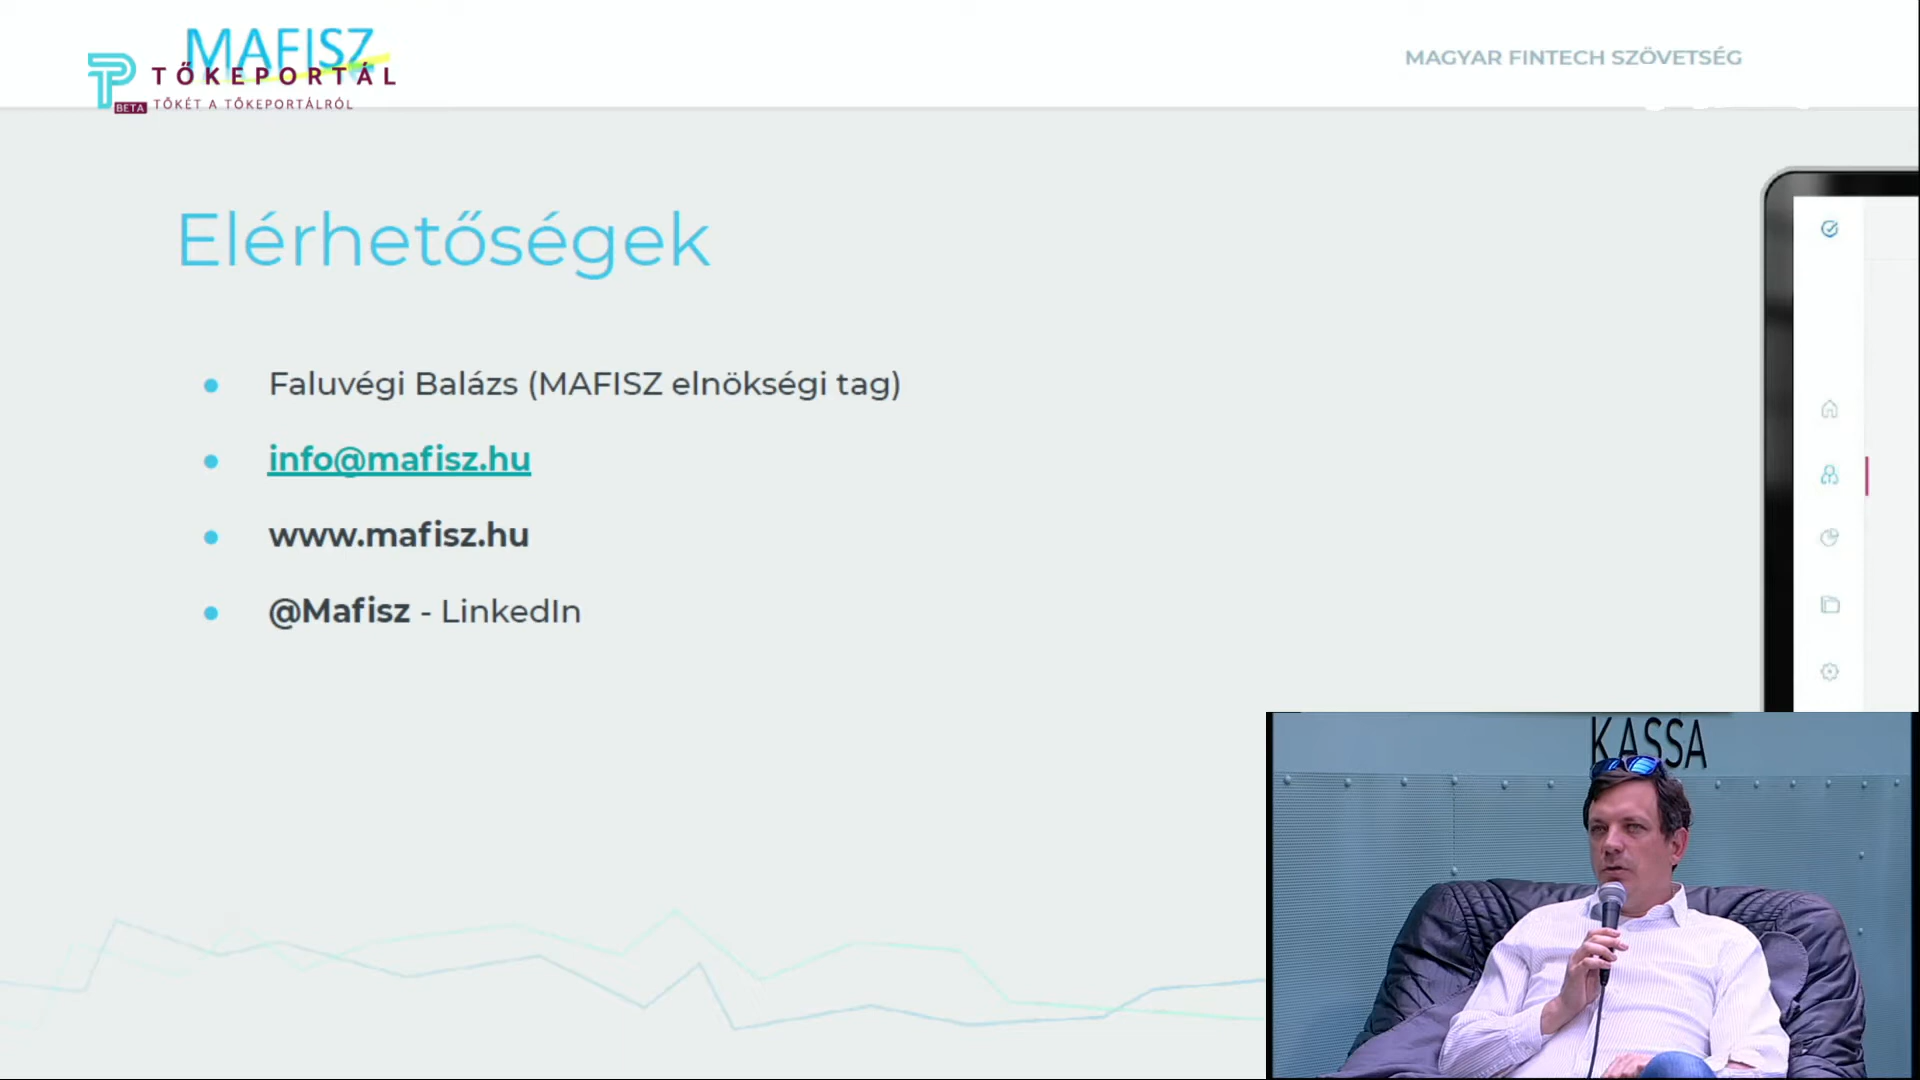 MAFISZ
TŐKEPORTÁL
BETA TŐKÉT A TŐKEPORTÁLRÓL
MAGYAR FINTECH SZÖVETSÉG
Elérhetőségek
Faluvégi Balázs (MAFISZ elnökségi tag)
info@mafisz.hu
www.mafisz.hu
@Mafisz - LinkedIn
KASSA